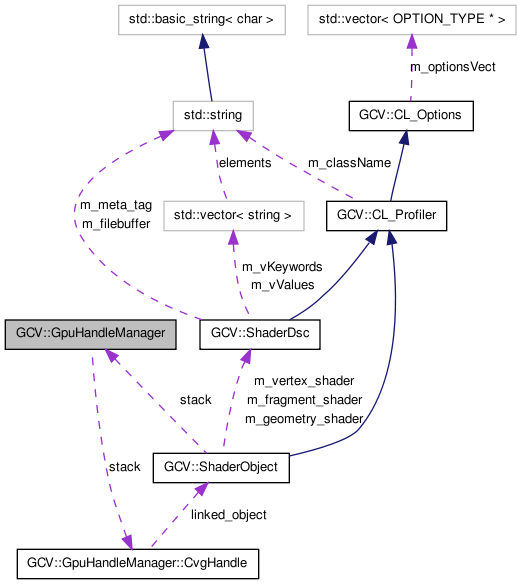 std::basic_string< char >
std::vector< OPTION_TYPE * >
m_optionsVect
std::string
GCV::CL_Options
elements
m_className
m_meta_tag
m_filebuffer
std::vector< string >
GCV::CL_Profiler
m_vKeywords
m_vValues
GCV::GpuHandleManager
GCV::ShaderDsc
stack
m_vertex_shader
m_fragment_shader
m_geometry_shader
stack
GCV::ShaderObject
linked_object
GCV::GpuHandleManager::CvgHandle